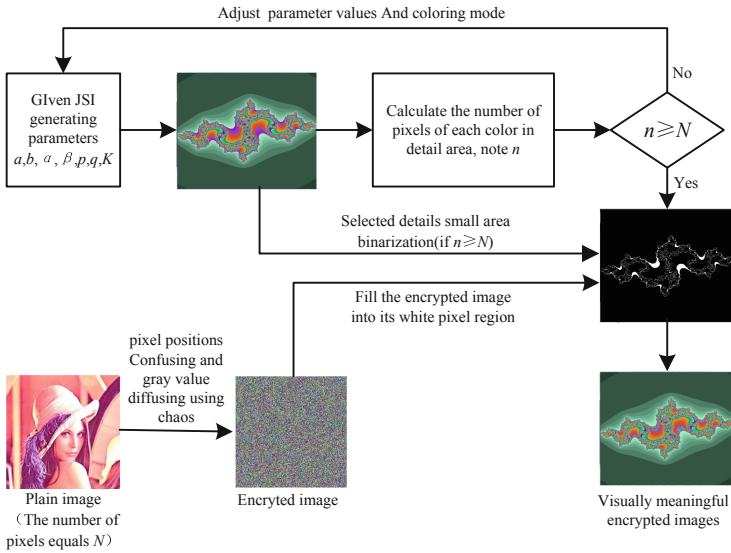 Adjust parameter values And coloring mode
No
GIven JSI
generating
parameters
a,b, α, β,p,q,K
Calculate the number of
pixels of each color in
detail area, note n
n≥N
Yes
Selected details small area
binarization(if n≥N)
Fill the encrypted image
into its white pixel region
pixel positions
Confusing and
gray value
diffusing using
chaos
Plain image
（The number of
pixels equals N）
Encryted image
Visually meaningful
encrypted images